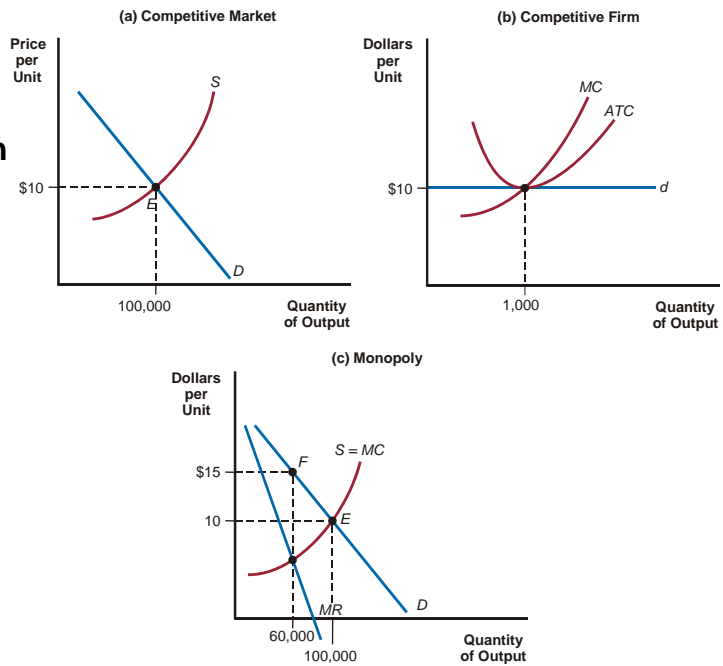 (a) Competitive Market
Price
per
Unit
S
n
$10
E
D
100,000
Quantity
of Output
(b) Competitive Firm
Dollars
per
Unit
MC
ATC
$10
d
1,000
Quantity
of Output
(c) Monopoly
Dollars
per
Unit
S = MC
$15
F
10
E
MR
D
60,000
100,000
Quantity
of Output